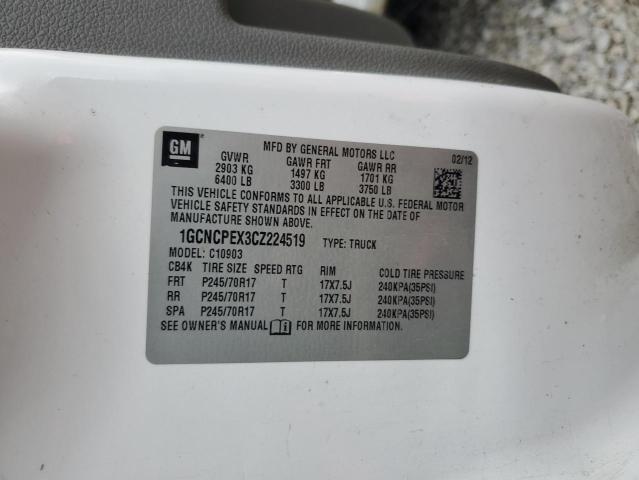 GM
MFD BY GENERAL MOTORS LLC
02/12
GVWR GAWR FRT GAWR RR
2903 KG 1497 KG 1701 KG
6400 LB 3300 LB 3750 LB
THIS VEHICLE CONFORMS TO ALL APPLICABLE U.S. FEDERAL MOTOR
VEHICLE SAFETY STANDARDS IN EFFECT ON THE DATE OF
MANUFACTURE SHOWN ABOVE.
1GCNCPEX3CZ224519 TYPE: TRUCK
MODEL: C10903
CB4K TIRE SIZE SPEED RTG RIM COLD TIRE PRESSURE
FRT P245/70R17 T 17X7.5J 240KPA(35PSI)
RR P245/70R17 T 17X7.5J 240KPA(35PSI)
SPA P245/70R17 T 17X7.5J 240KPA(35PSI)
SEE OWNER'S MANUAL FOR MORE INFORMATION.